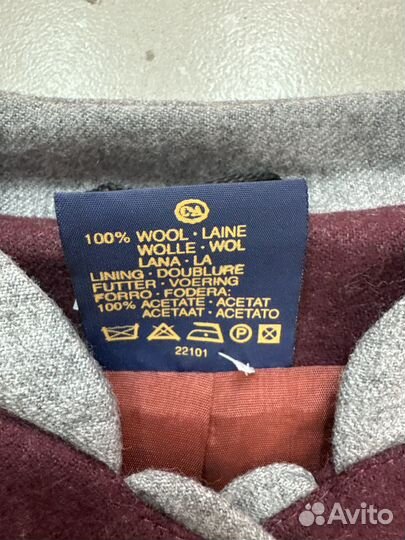 C&A
100% WOOL · LAINE
WOLLE · WOL
LANA · LA
LINING · DOUBLURE
FUTTER · VOERING
FORRO · FODERA:
100% ACETATE · ACETAT
ACETAAT · ACETATO
P
22101
Avito